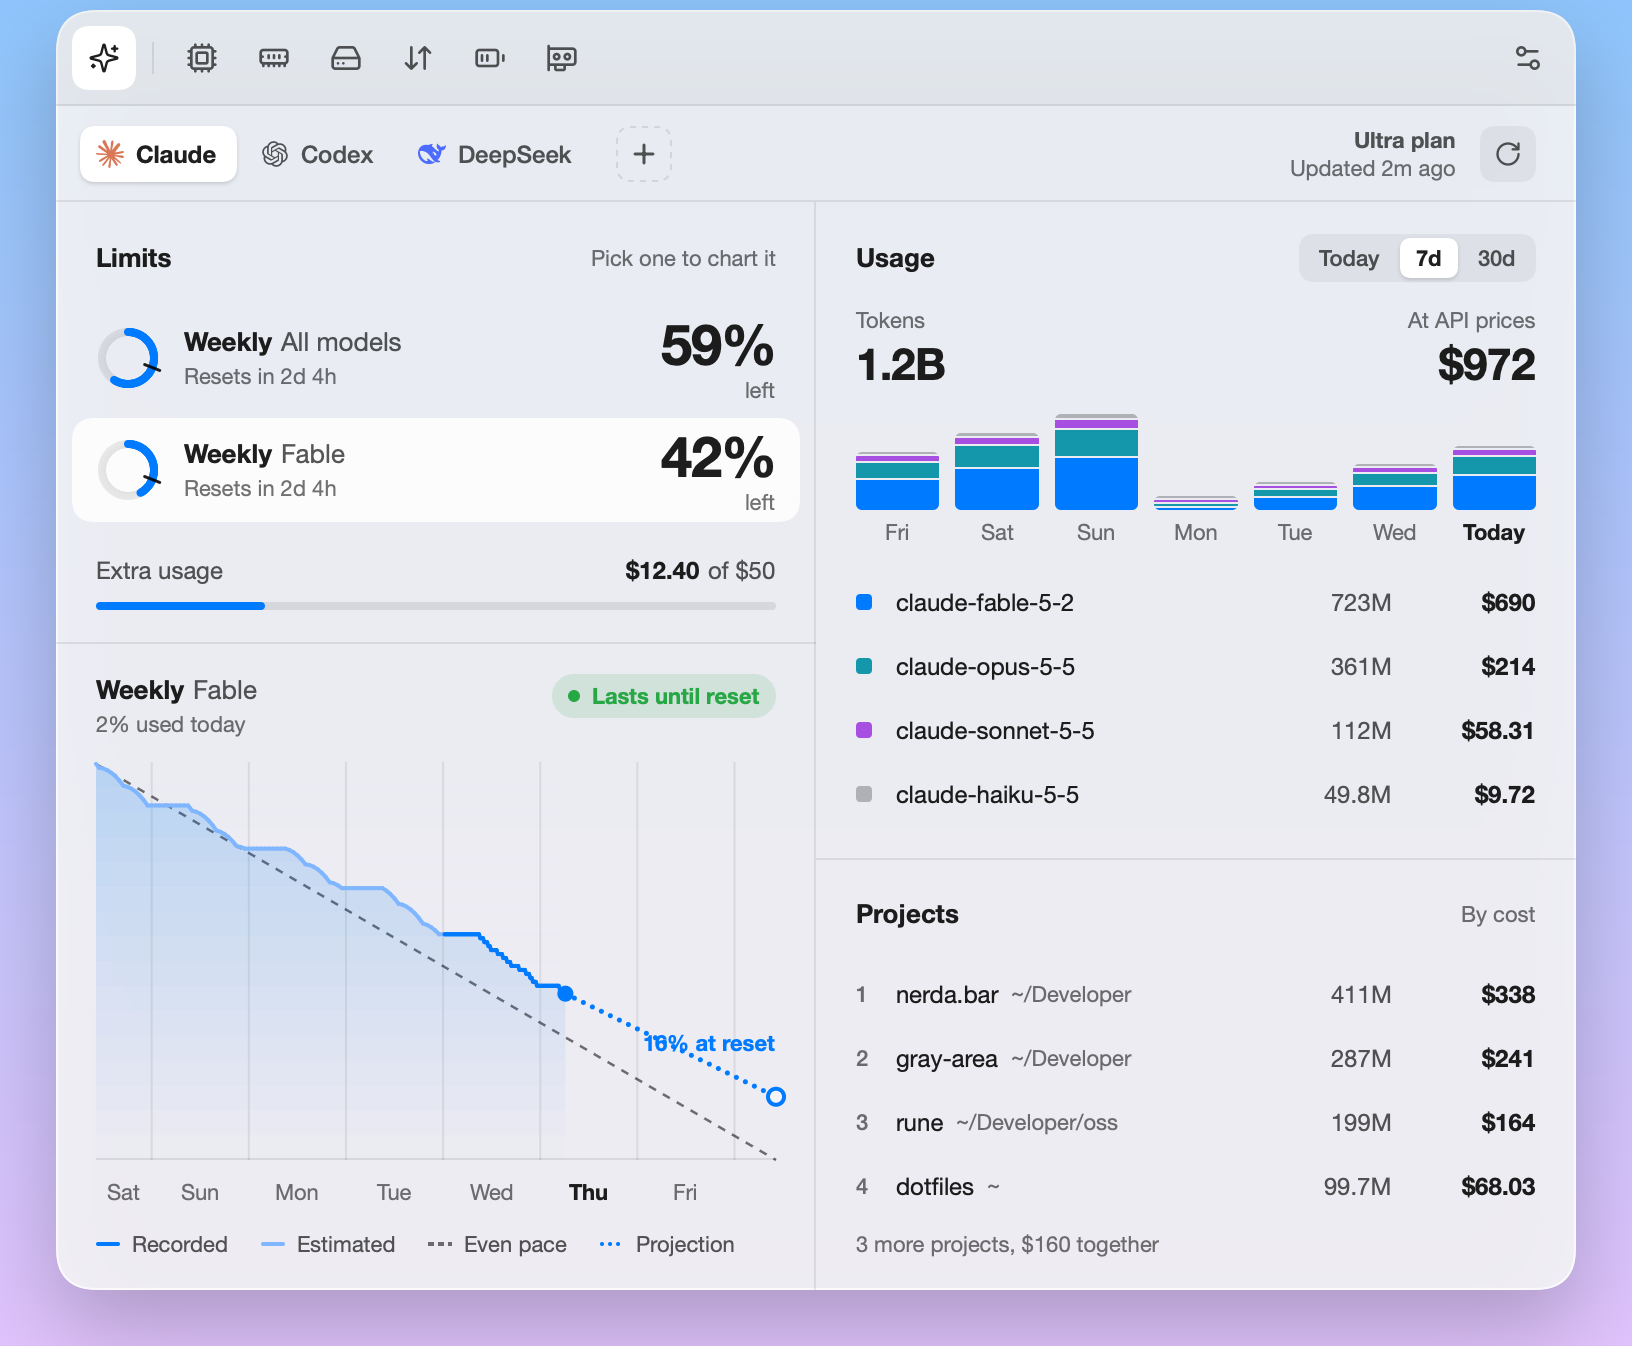 Claude
Codex
DeepSeek
Ultra plan
Updated 2m ago
Limits
Pick one to chart it
Weekly All models
Resets in 2d 4h
59%
left
Weekly Fable
Resets in 2d 4h
42%
left
Extra usage
$12.40 of $50
Weekly Fable
2% used today
Lasts until reset
16% at reset
Sat Sun Mon Tue Wed Thu Fri
Recorded Estimated Even pace Projection
Usage
Today 7d 30d
Tokens
1.2B
At API prices
$972
Fri Sat Sun Mon Tue Wed Today
claude-fable-5-2 723M $690
claude-opus-5-5 361M $214
claude-sonnet-5-5 112M $58.31
claude-haiku-5-5 49.8M $9.72
Projects
By cost
1 nerda.bar ~/Developer 411M $338
2 gray-area ~/Developer 287M $241
3 rune ~/Developer/oss 199M $164
4 dotfiles ~ 99.7M $68.03
3 more projects, $160 together